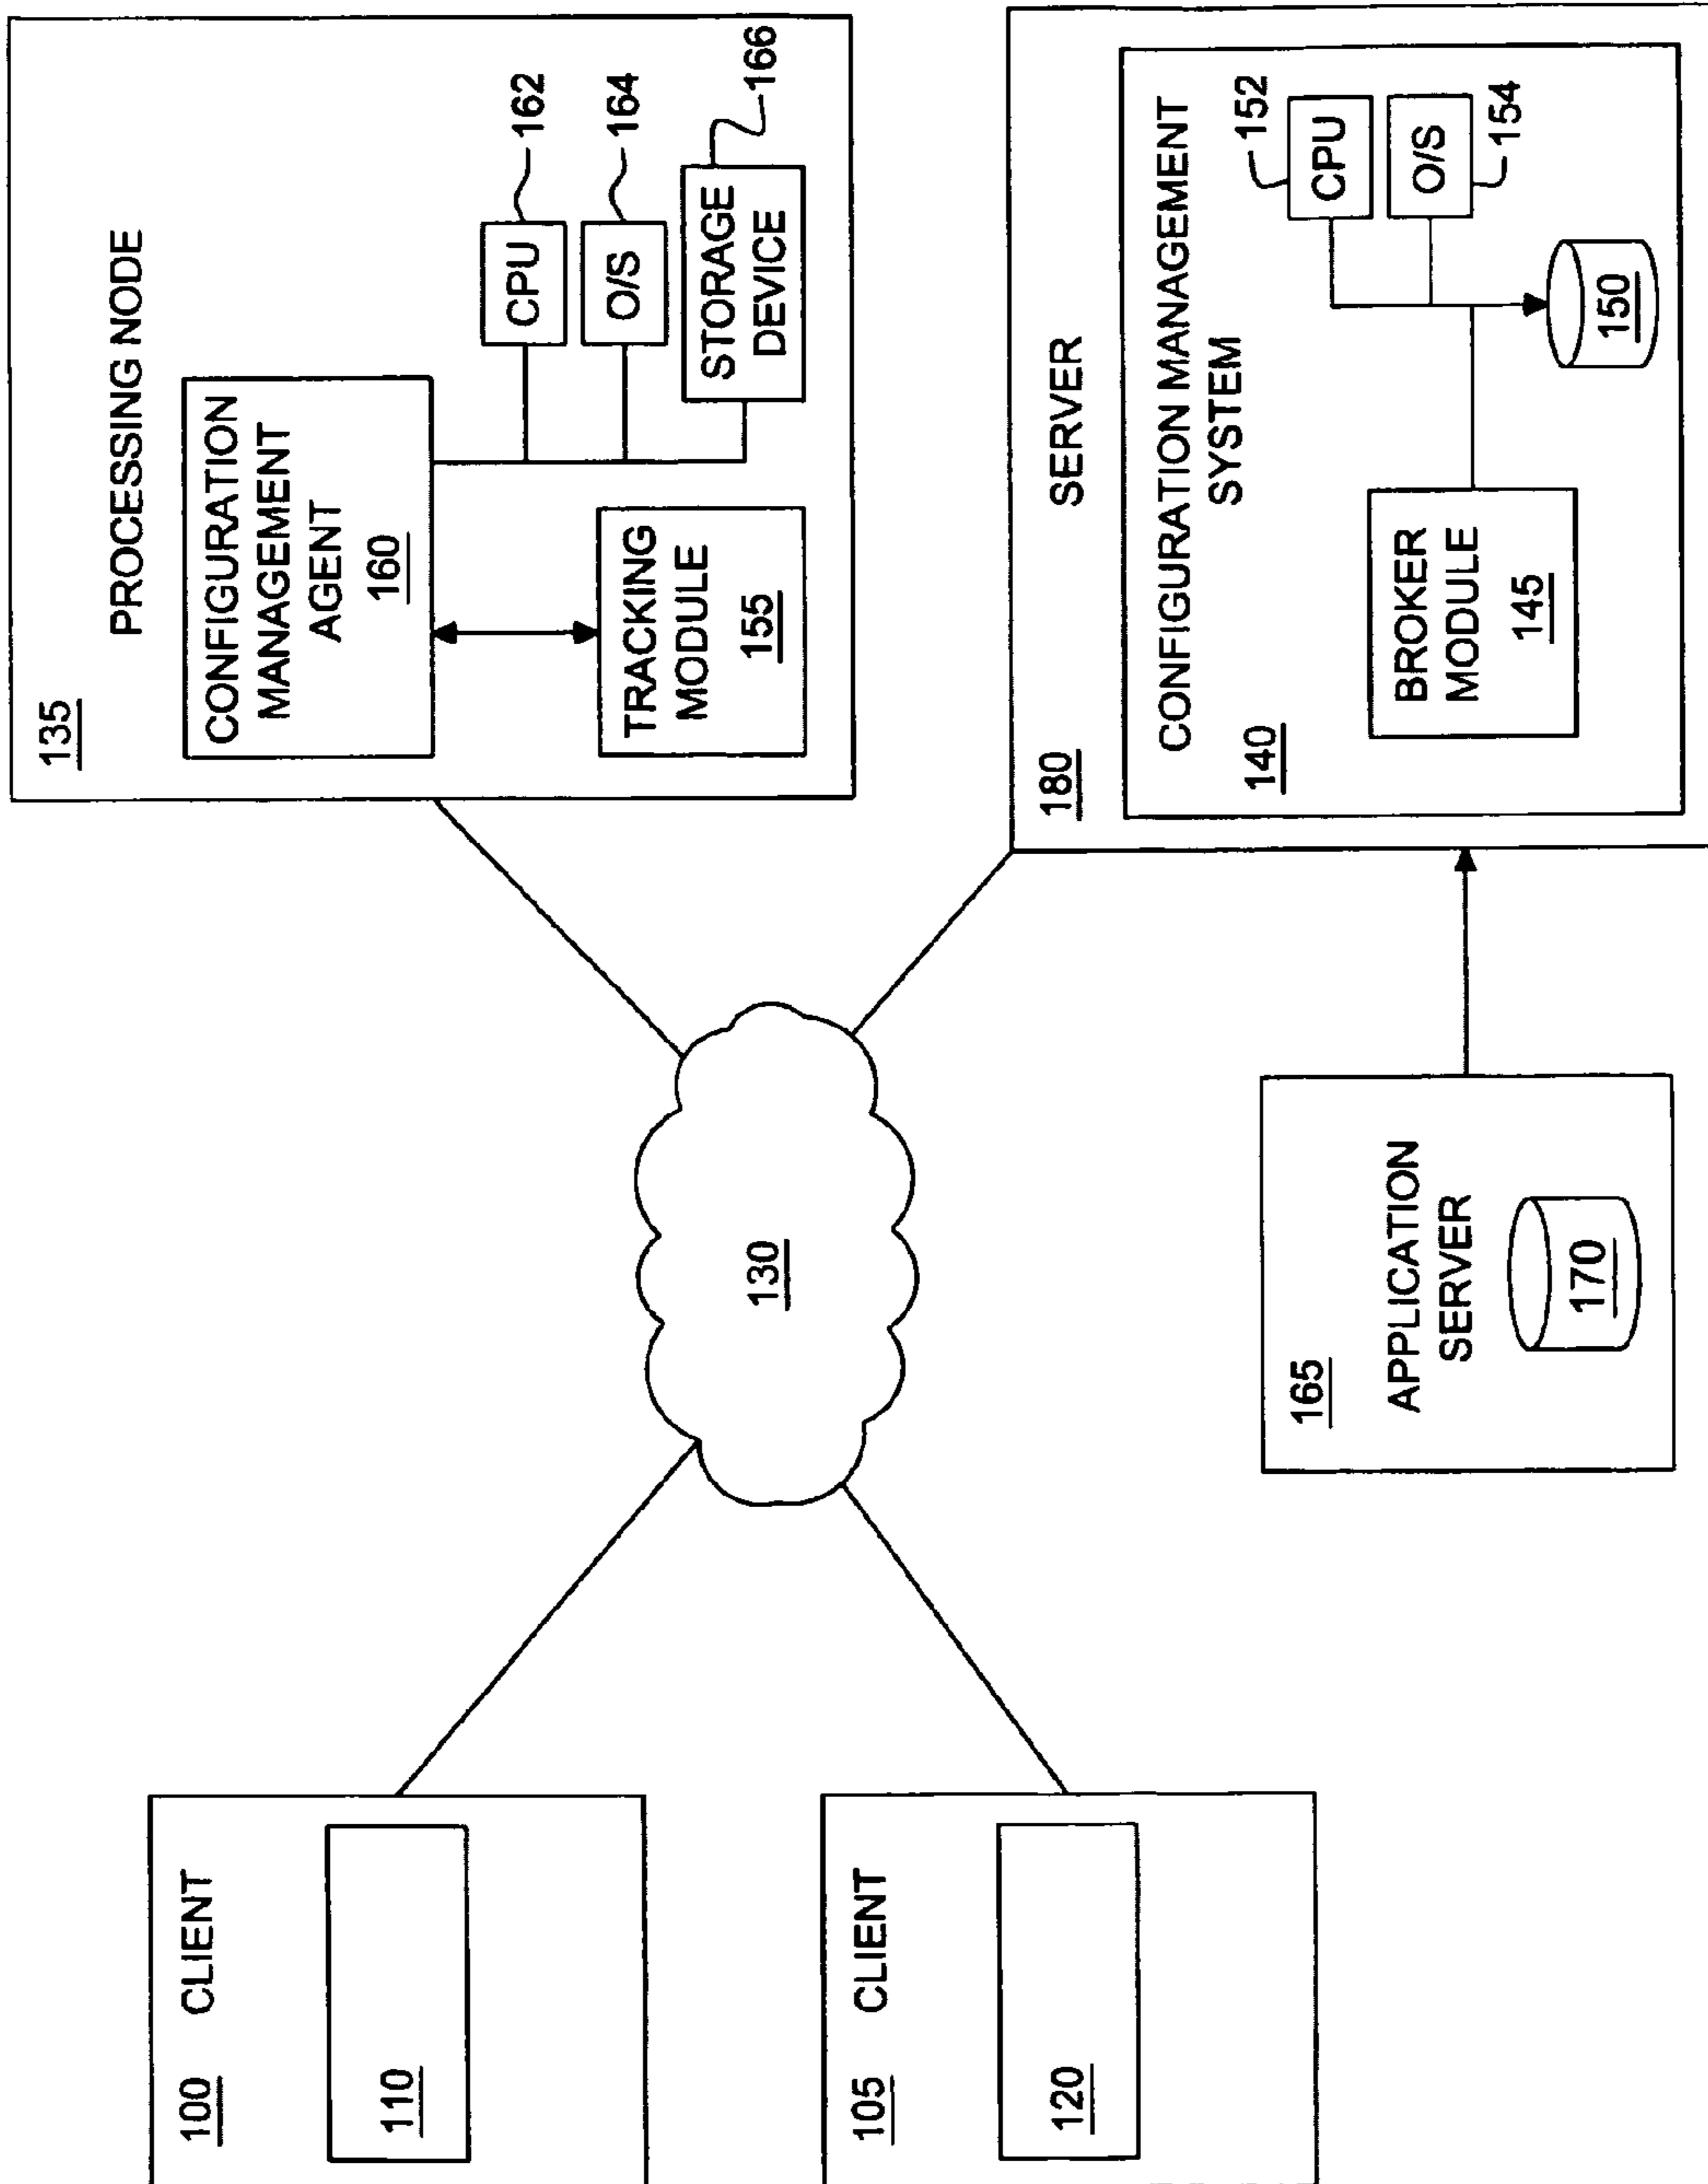 100 CLIENT
110
105 CLIENT
120
130
165
APPLICATION
SERVER
170
135
PROCESSING NODE
CONFIGURATION
MANAGEMENT
AGENT
160
TRACKING
MODULE
155
CPU
162
O/S
164
STORAGE
DEVICE
166
180
SERVER
140
CONFIGURATION MANAGEMENT
SYSTEM
BROKER
MODULE
145
CPU
152
O/S
154
150